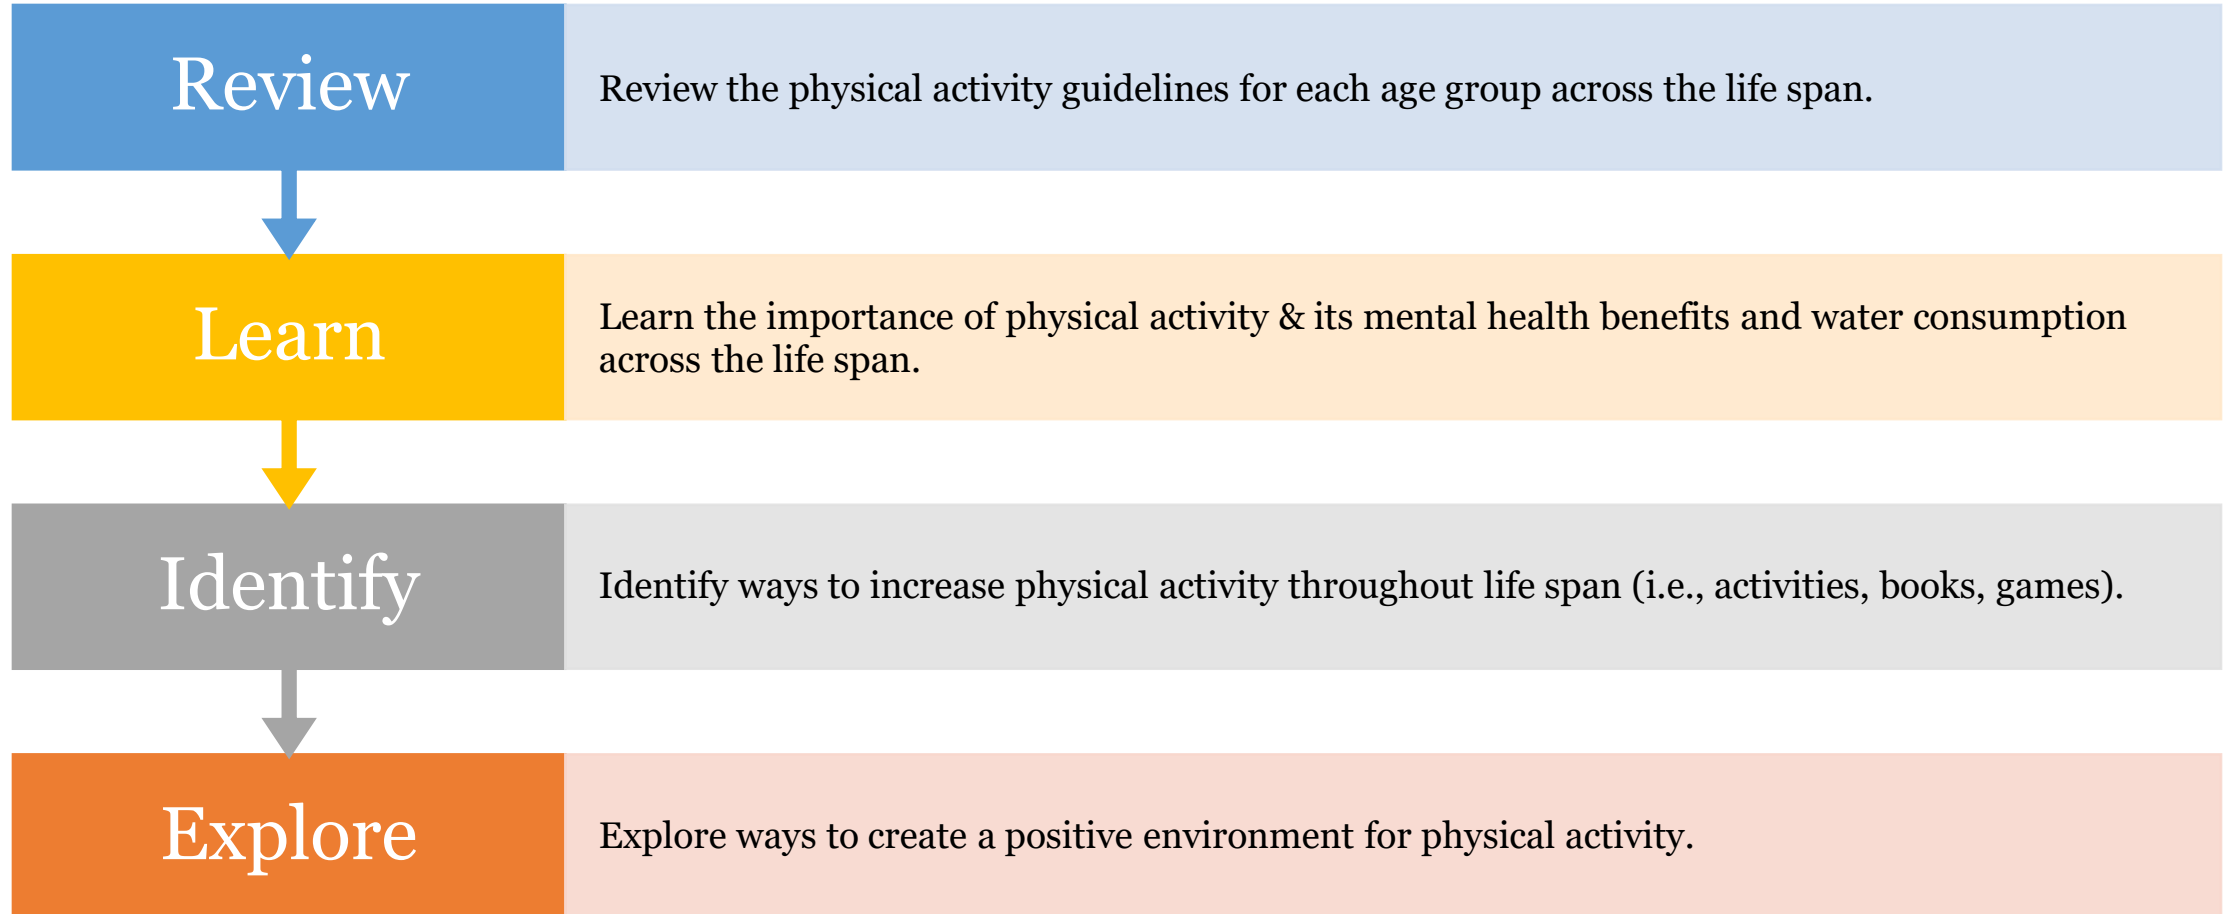 Review
Review the physical activity guidelines for each age group across the life span.
Learn
Learn the importance of physical activity & its mental health benefits and water consumption
across the life span.
Identify
Identify ways to increase physical activity throughout life span (i.e., activities, books, games).
Explore
Explore ways to create a positive environment for physical activity.